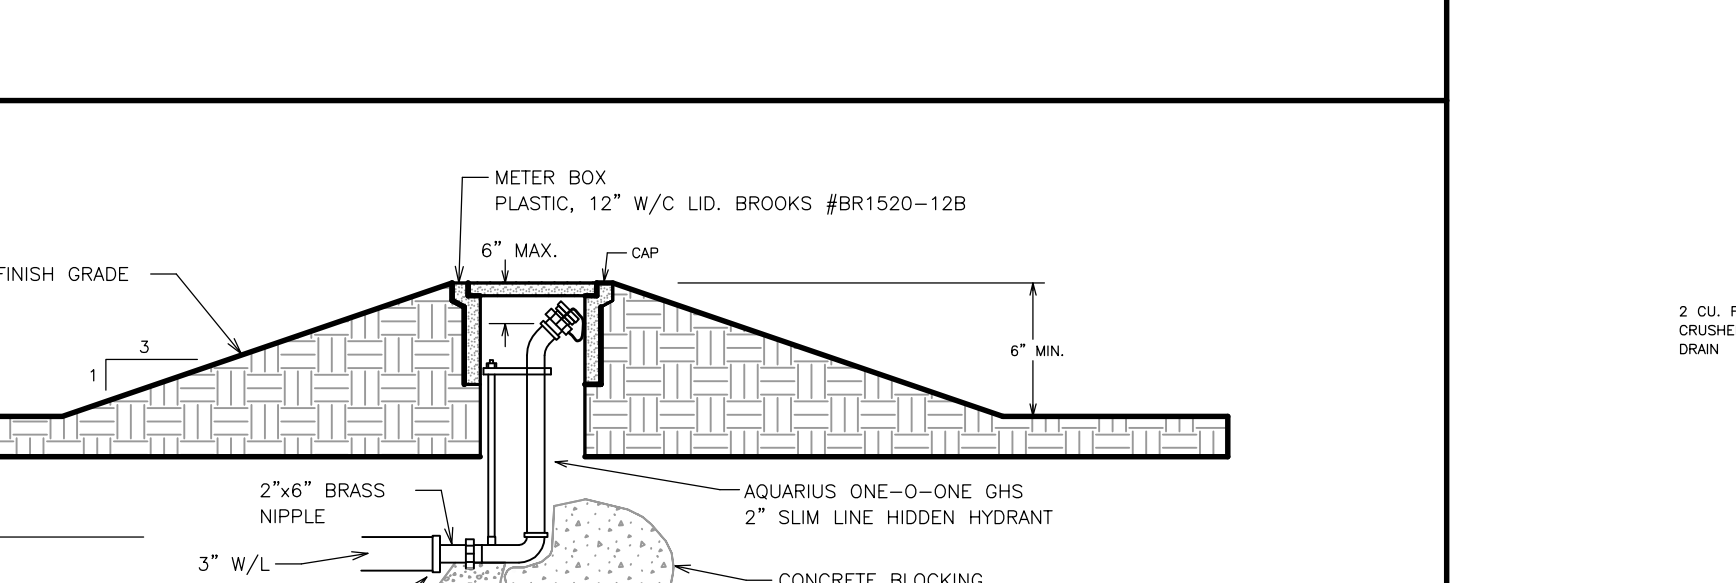 METER BOX
PLASTIC, 12” W/C LID. BROOKS #BR1520-12B
6” MAX.
CAP
FINISH GRADE
3
1
6” MIN.
2 CU. F
CRUSHE
DRAIN
2”x6” BRASS
NIPPLE
AQUARIUS ONE-O-ONE GHS
2” SLIM LINE HIDDEN HYDRANT
3” W/L
CONCRETE BLOCKING